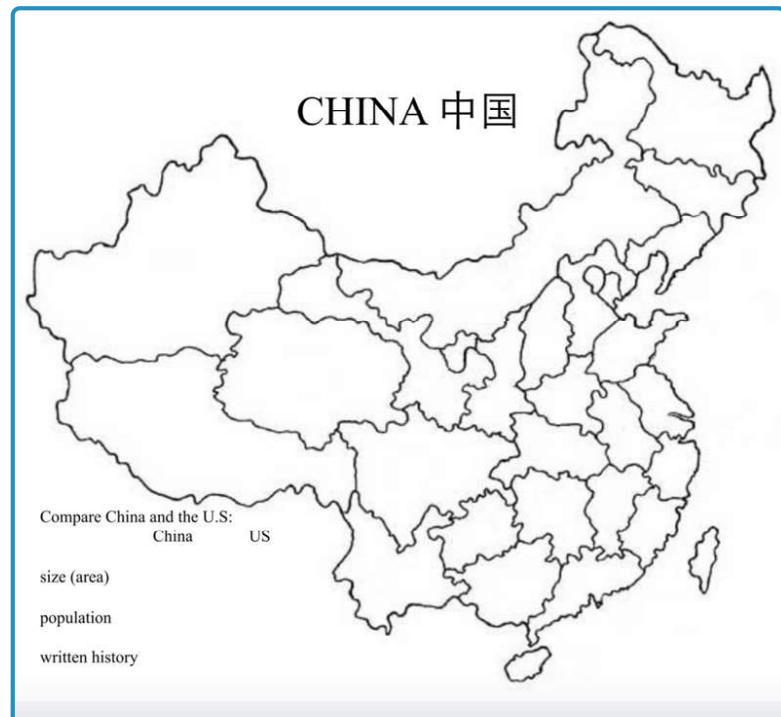 CHINA 中国
Compare China and the U.S:
China US
size (area)
population
written history